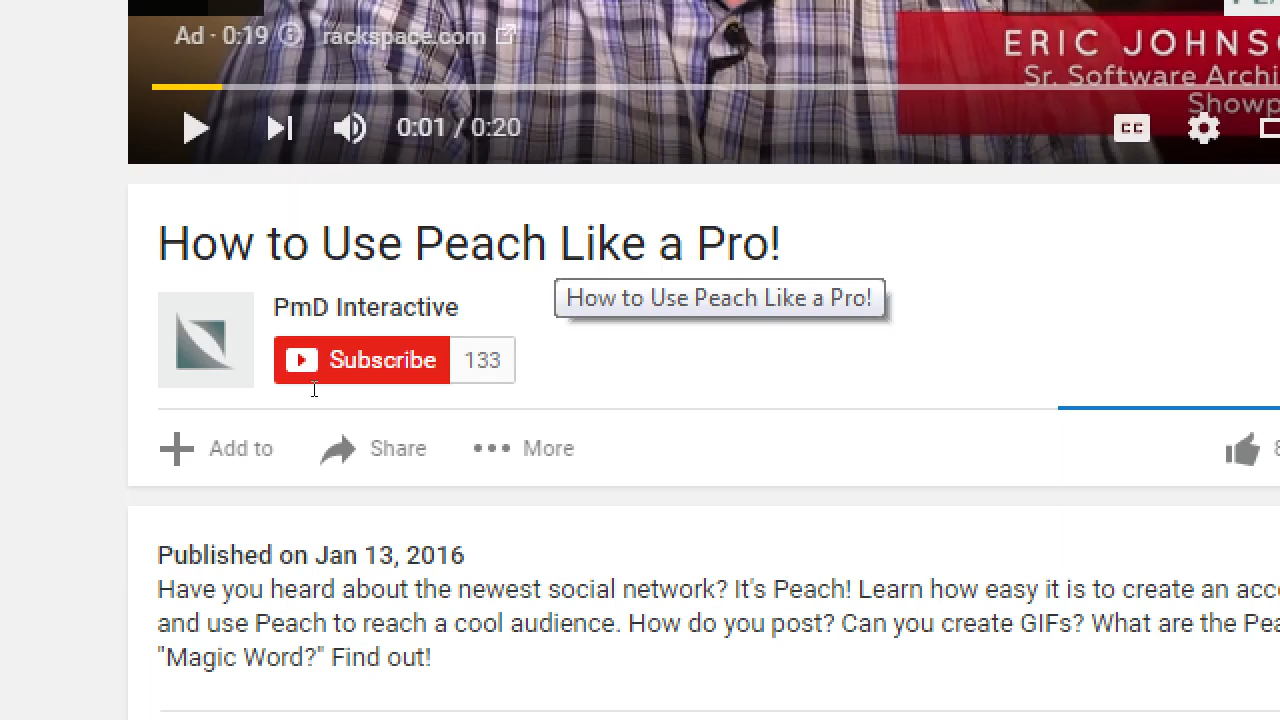 Ad · 0:19 rackspace.com
ERIC JOHNS
Sr. Software Archi
Showp
0:01 / 0:20
CC
How to Use Peach Like a Pro!
How to Use Peach Like a Pro!
PmD Interactive
Subscribe 133
Add to Share More
Published on Jan 13, 2016
Have you heard about the newest social network? It's Peach! Learn how easy it is to create an acc
and use Peach to reach a cool audience. How do you post? Can you create GIFs? What are the Pea
"Magic Word?" Find out!